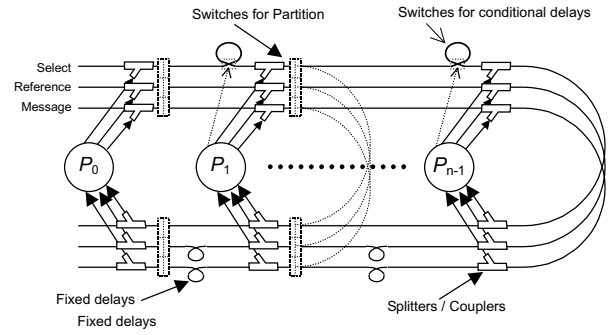 Switches for Partition
Switches for conditional delays
Select
Reference
Message
P0
P1
Pn-1
Fixed delays
Fixed delays
Splitters / Couplers